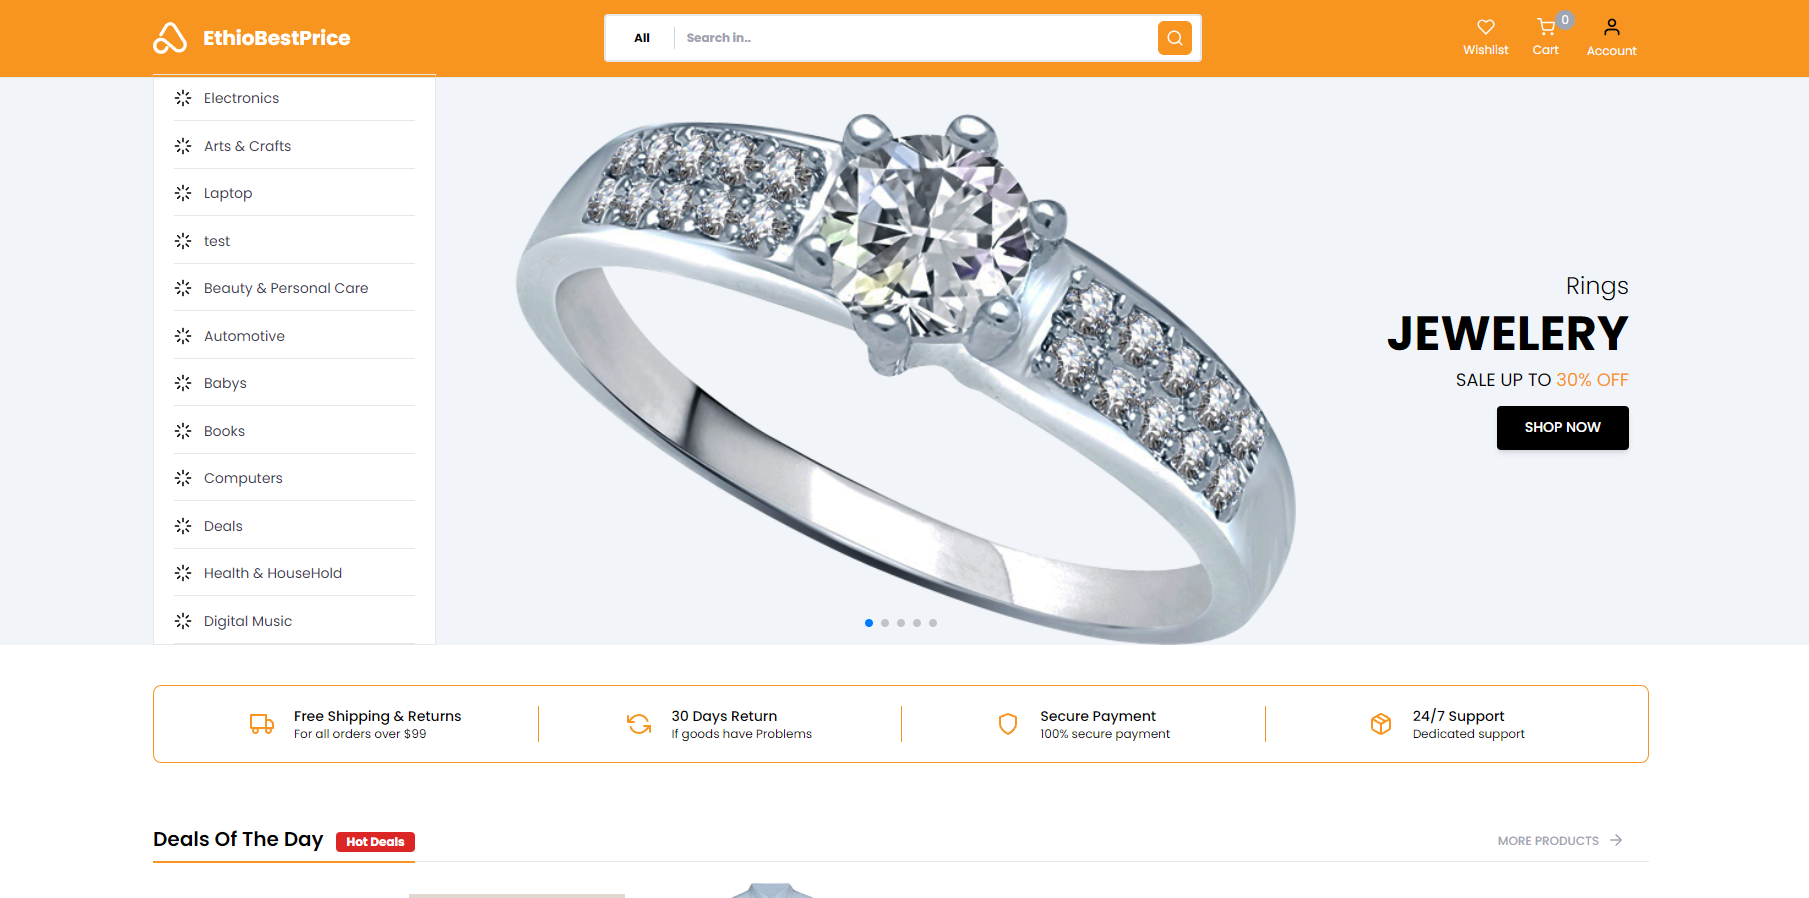 EthioBestPrice
All
Search in..
Wishlist
0
Cart
Account
Electronics
Arts & Crafts
Laptop
test
Beauty & Personal Care
Automotive
Babys
Books
Computers
Deals
Health & HouseHold
Digital Music
Rings
JEWELERY
SALE UP TO 30% OFF
SHOP NOW
Free Shipping & Returns
For all orders over $99
30 Days Return
If goods have Problems
Secure Payment
100% secure payment
24/7 Support
Dedicated support
Deals Of The Day
Hot Deals
MORE PRODUCTS